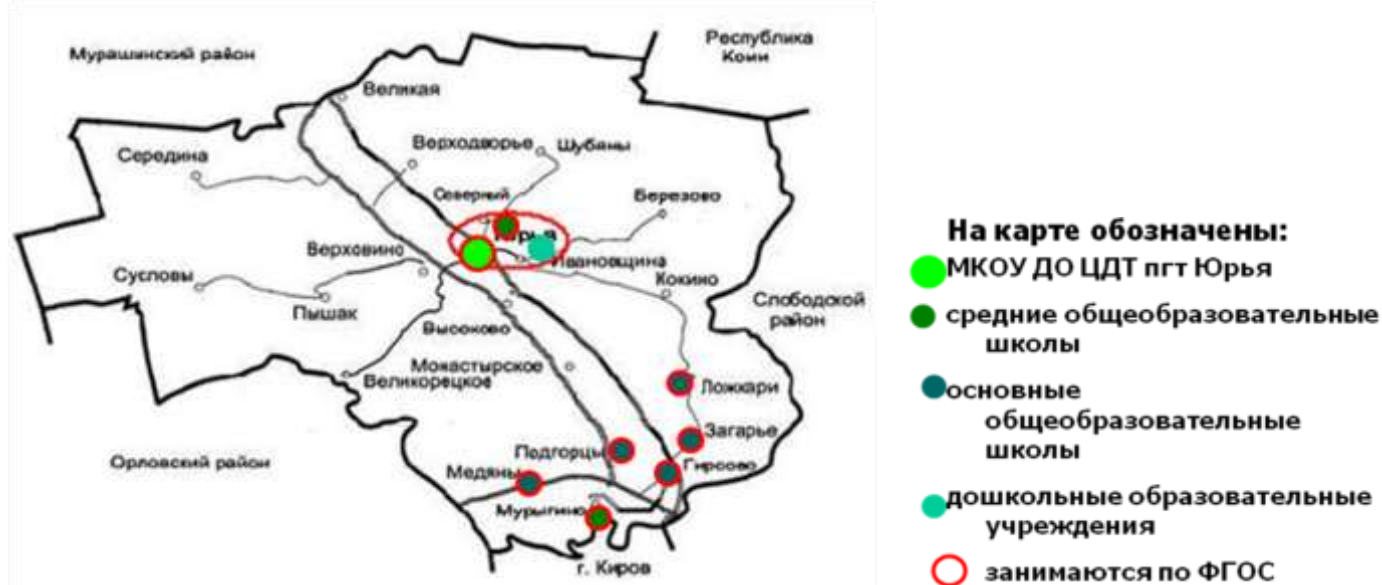 Мурашинский район
Республика
Коми
Великая
Верходворье
Шубяны
Середина
Северный
Березово
Верховино
Ивановщина
Сусловы
Кокино
Слободской
район
Пышак
Высоково
Монастырское
Великорецкое
Ложкари
Загарье
Подгорцы
Орловский район
Медяны
Гирсово
Мурыгино
г. Киров
На карте обозначены:
МКОУ ДО ЦДТ пгт Юрья
средние общеобразовательные
школы
основные
общеобразовательные
школы
дошкольные образовательные
учреждения
занимаются по ФГОС